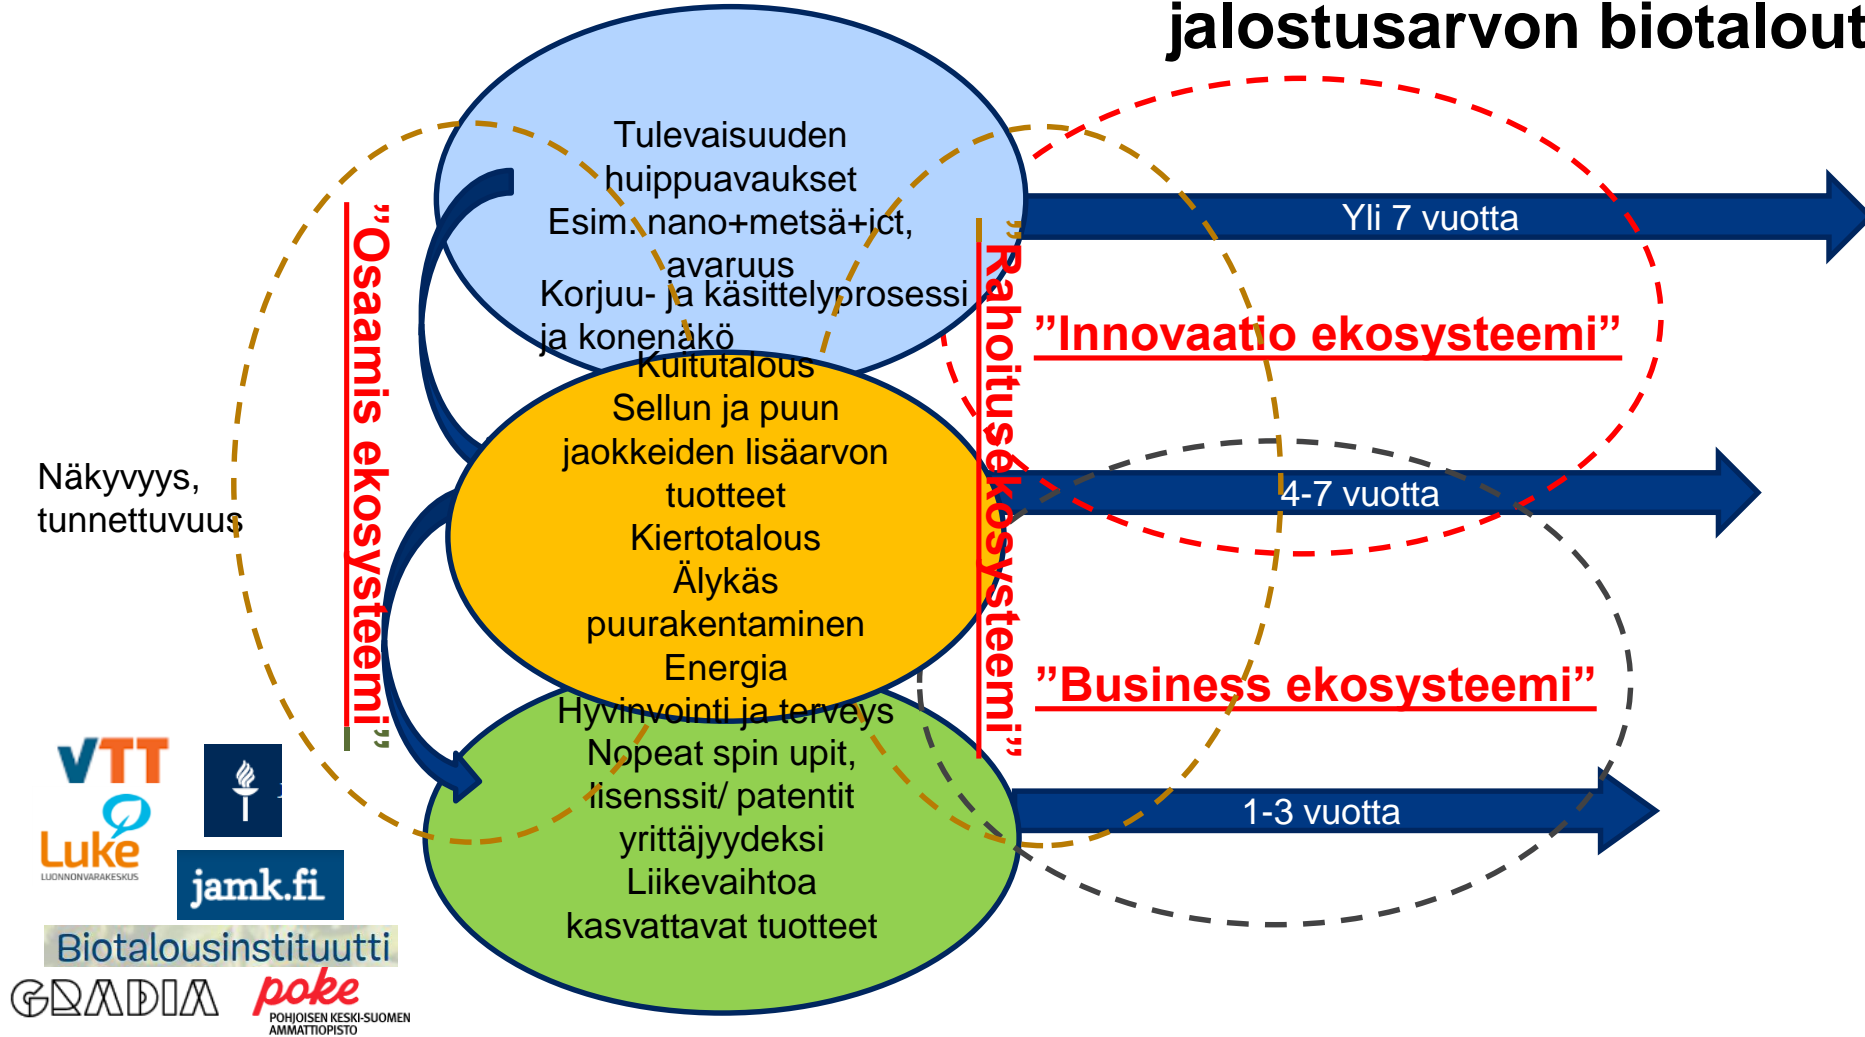 jalostusarvon biotalout
Tulevaisuuden
huippuavaukset
Esim. nano+metsä+ict,
avaruus
Korjuu- ja käsittelyprosessi
ja konenäkö
Kuitutalous
Sellun ja puun
jaokkeiden lisäarvon
tuotteet
Kiertotalous
Älykäs
puurakentaminen
Energia
Hyvinvointi ja terveys
Nopeat spin upit,
lisenssit/ patentit
yrittäjyydeksi
Liikevaihtoa
kasvattavat tuotteet
Yli 7 vuotta
4-7 vuotta
1-3 vuotta
"Osaamis ekosysteemi"
"Rahoitusekosysteemi"
"Innovaatio ekosysteemi"
"Business ekosysteemi"
Näkyvyys,
tunnettuvuus
VTT
Luke
LUONNONVARAKESKUS
jamk.fi
Biotalousinstituutti
GRADIA
poke
POHJOISEN KESKI-SUOMEN
AMMATTIOPISTO